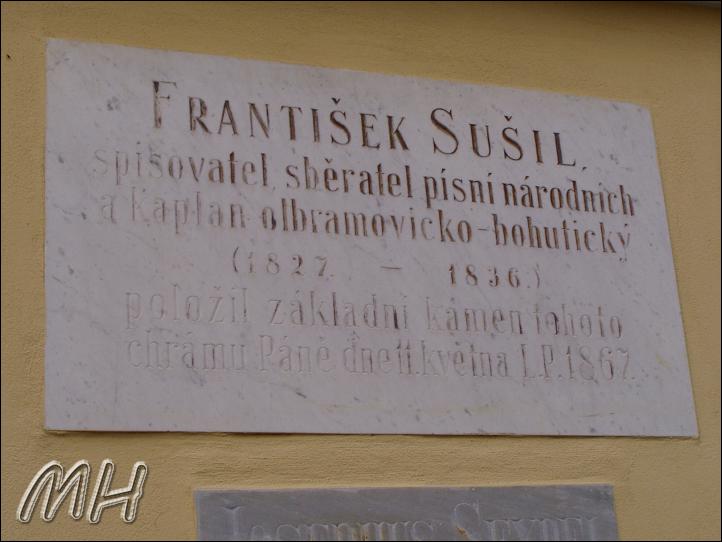 FRANTIŠEK SUŠIL,
spisovatel, sběratel písní národních
a kaplan olbramovicko-bohutický
(1827. – 1836.)
položil základní kámen tohoto
chrámu Páně dne 11. května L.P. 1867.
MH